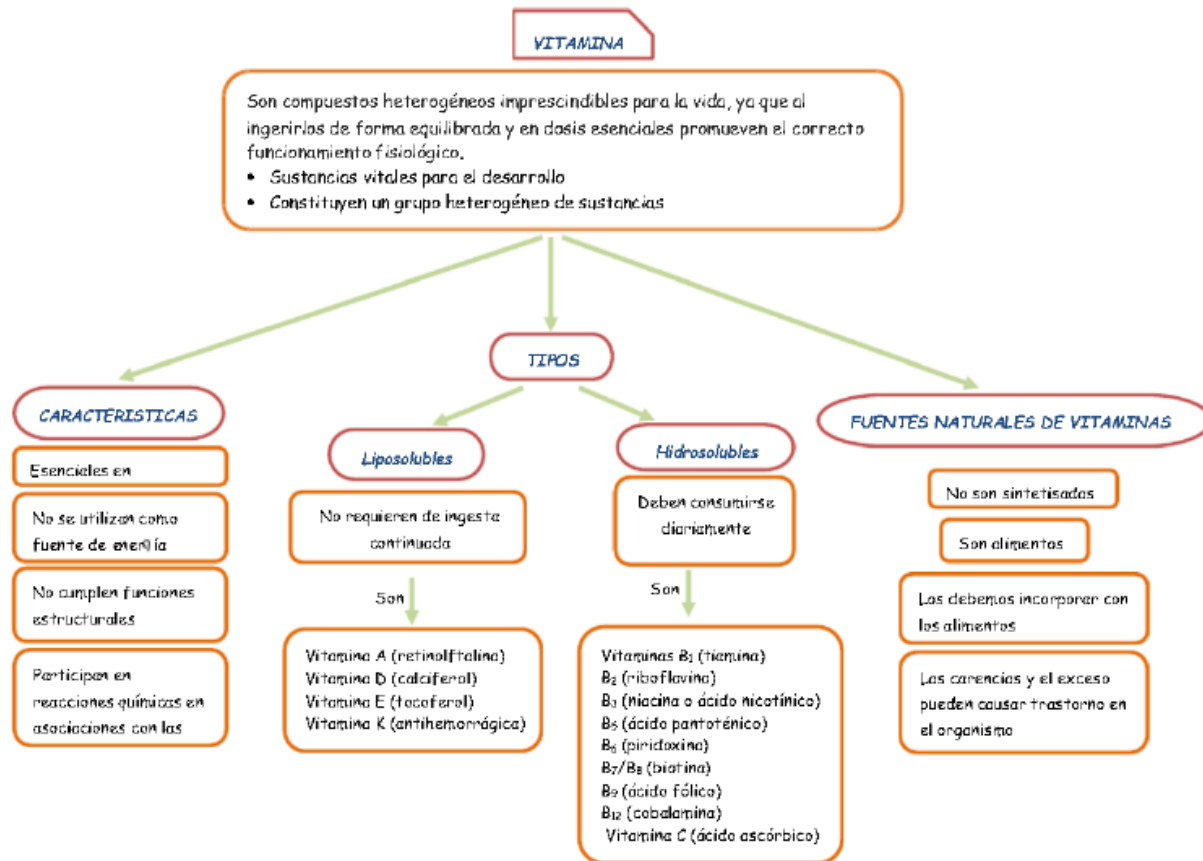 VITAMINA
Son compuestos heterogéneos imprescindibles para la vida, ya que al
ingerirlos de forma equilibrada y en dosis esenciales promueven el correcto
funcionamiento fisiológico.
• Sustancias vitales para el desarrollo
• Constituyen un grupo heterogéneo de sustancias
TIPOS
CARACTERISTICAS
Esenciales en
No se utilizan como
fuente de energía
No cumplen funciones
estructurales
Participan en
reacciones químicas en
asociaciones con las
Liposolubles
No requieren de ingesta
continuada
Son
Vitamina A (retinolftalina)
Vitamina D (calciferol)
Vitamina E (tocoferol)
Vitamina K (antihemorrágica)
Hidrosolubles
Deben consumirse
diariamente
Son
Vitaminas B₁ (tiamina)
B₂ (riboflavina)
B₃ (niacina o ácido nicotínico)
B₅ (ácido pantoténico)
B₆ (piridoxina)
B₇/B₈ (biotina)
B₉ (ácido fólico)
B₁₂ (cobalamina)
Vitamina C (ácido ascórbico)
FUENTES NATURALES DE VITAMINAS
No son sintetisadas
Son alimentos
Las debemos incorporar con
los alimentos
Las carencias y el exceso
pueden causar trastorno en
el organismo